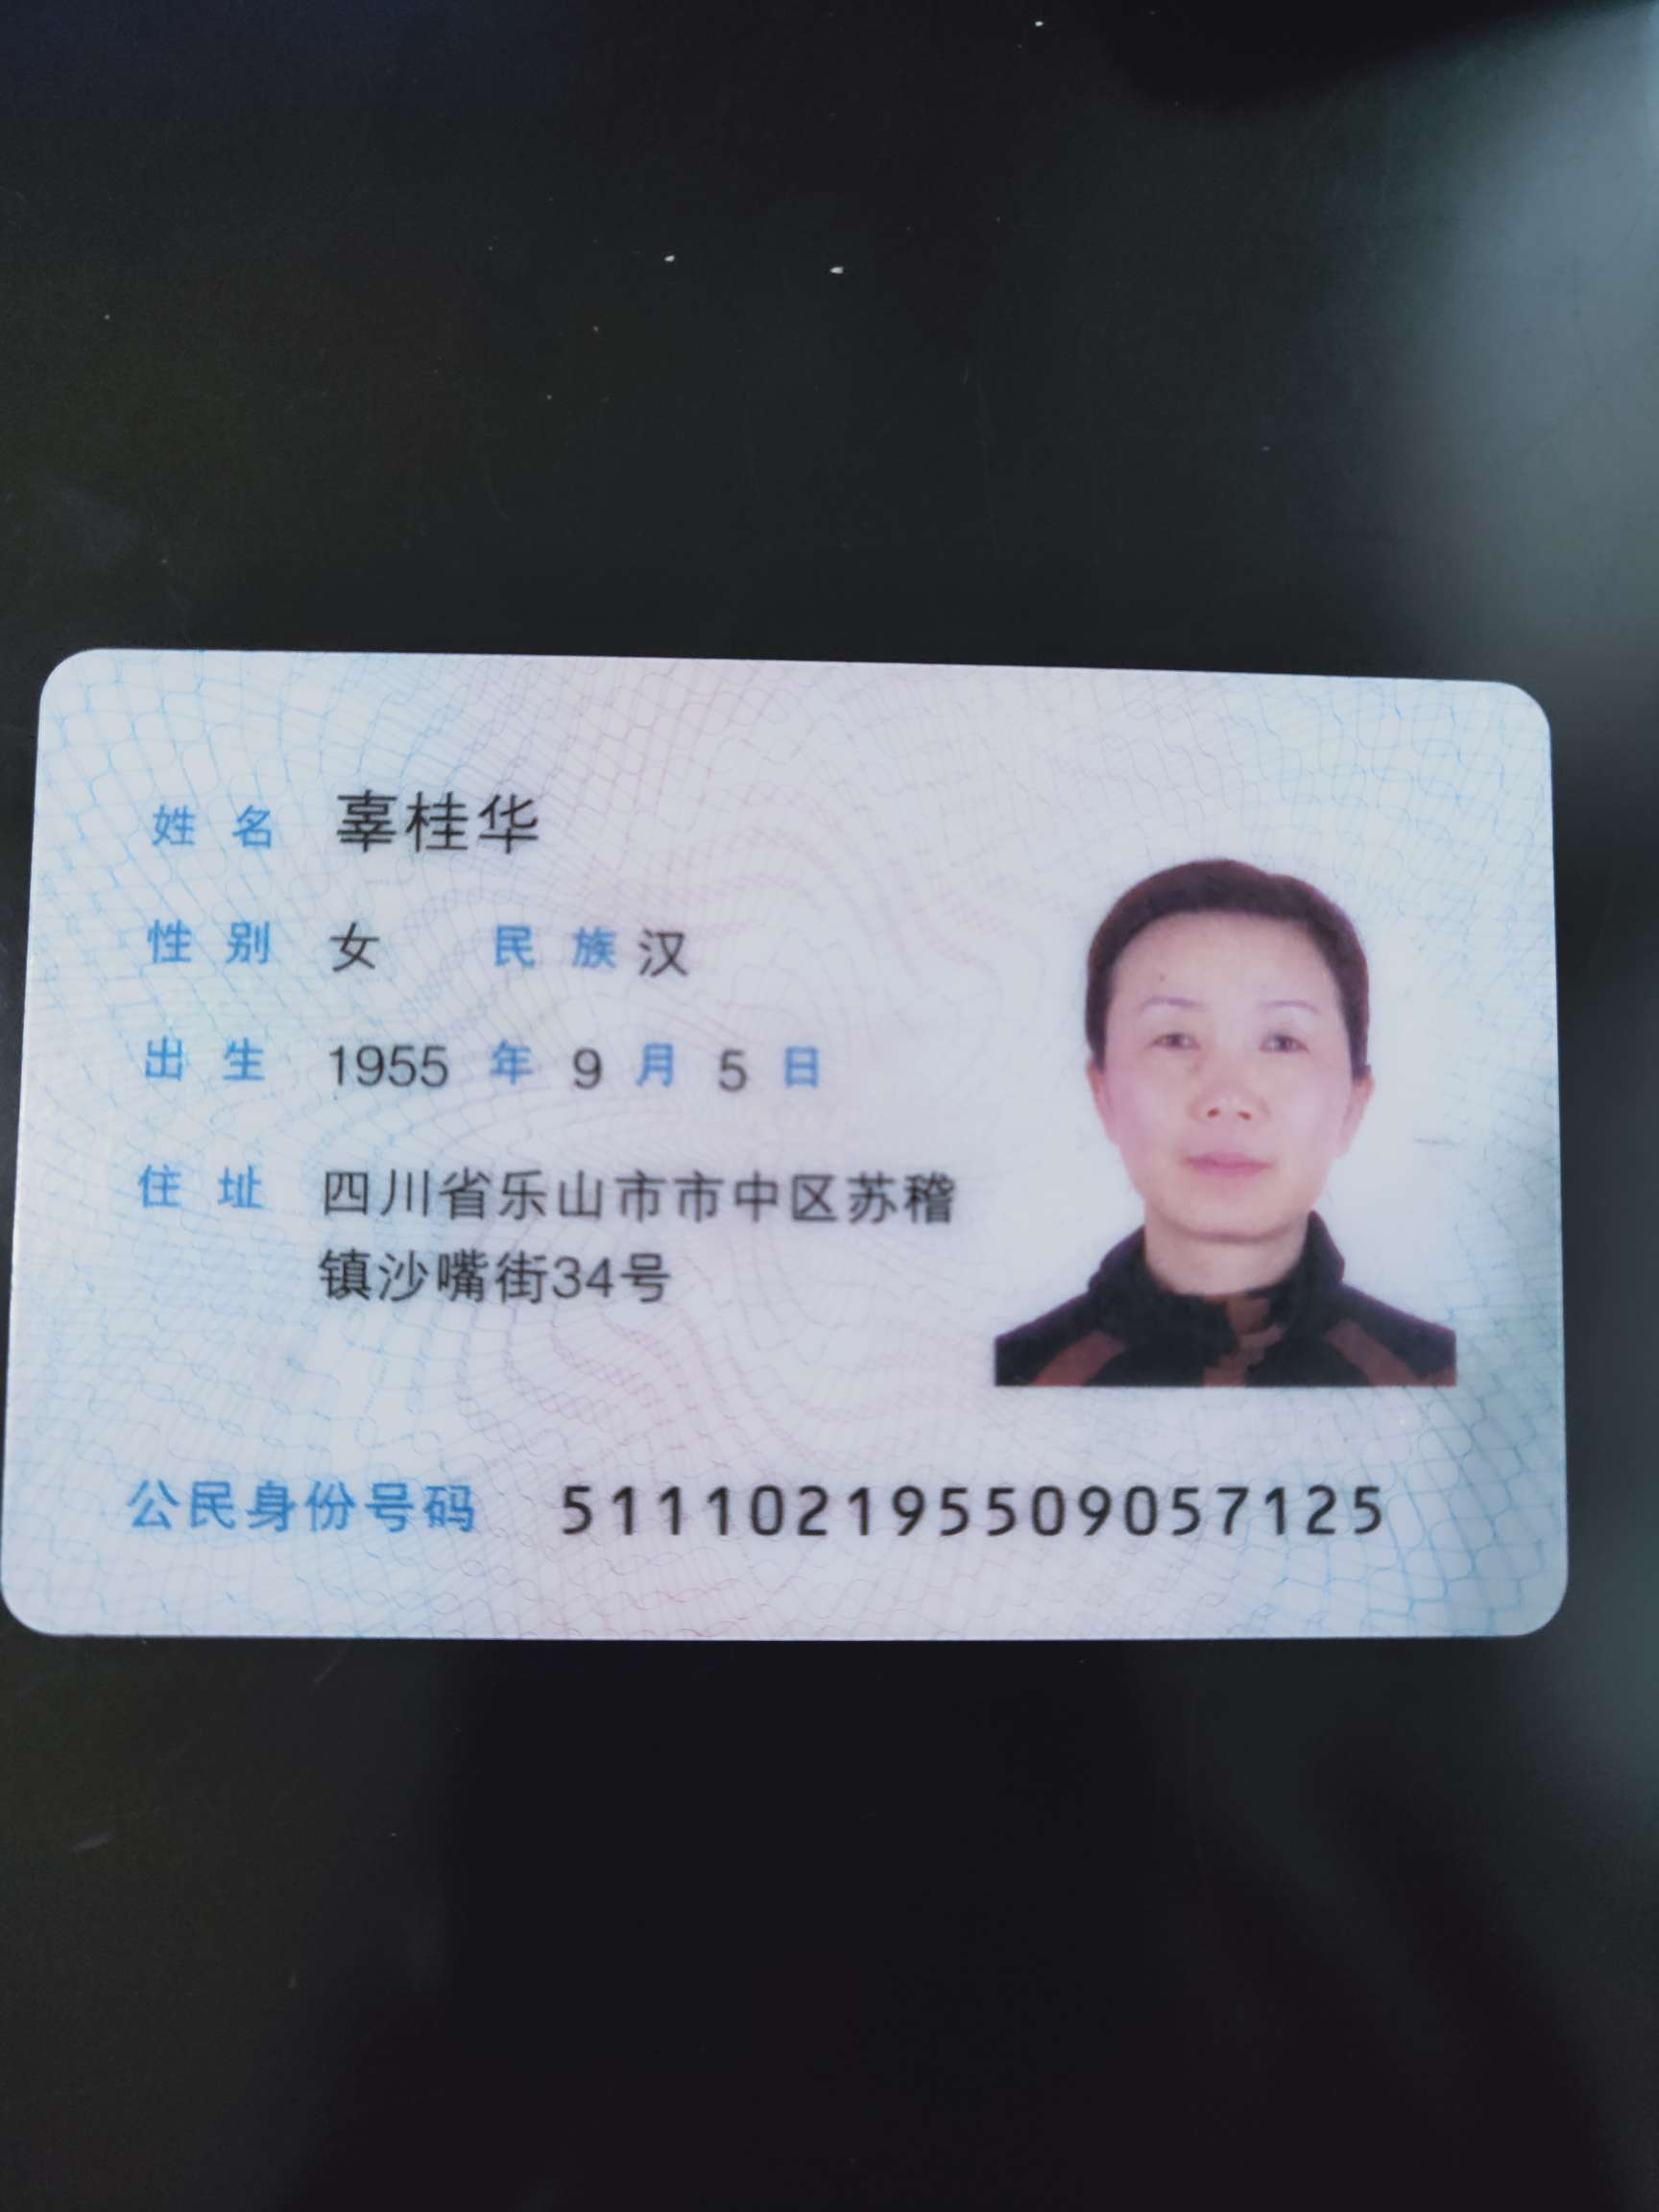 姓名 辜桂华
性别 女 民族 汉
出生 1955 年 9 月 5 日
住址 四川省乐山市市中区苏稽
镇沙嘴街34号
公民身份号码 511102195509057125